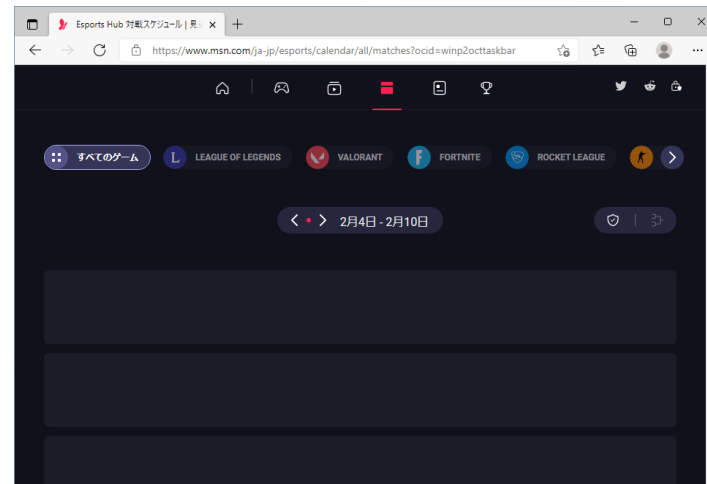 Esports Hub 対戦スケジュール | 見
https://www.msn.com/ja-jp/esports/calendar/all/matches?ocid=winp2octtaskbar
すべてのゲーム
L LEAGUE OF LEGENDS
VALORANT
F FORTNITE
ROCKET LEAGUE
2月4日 - 2月10日